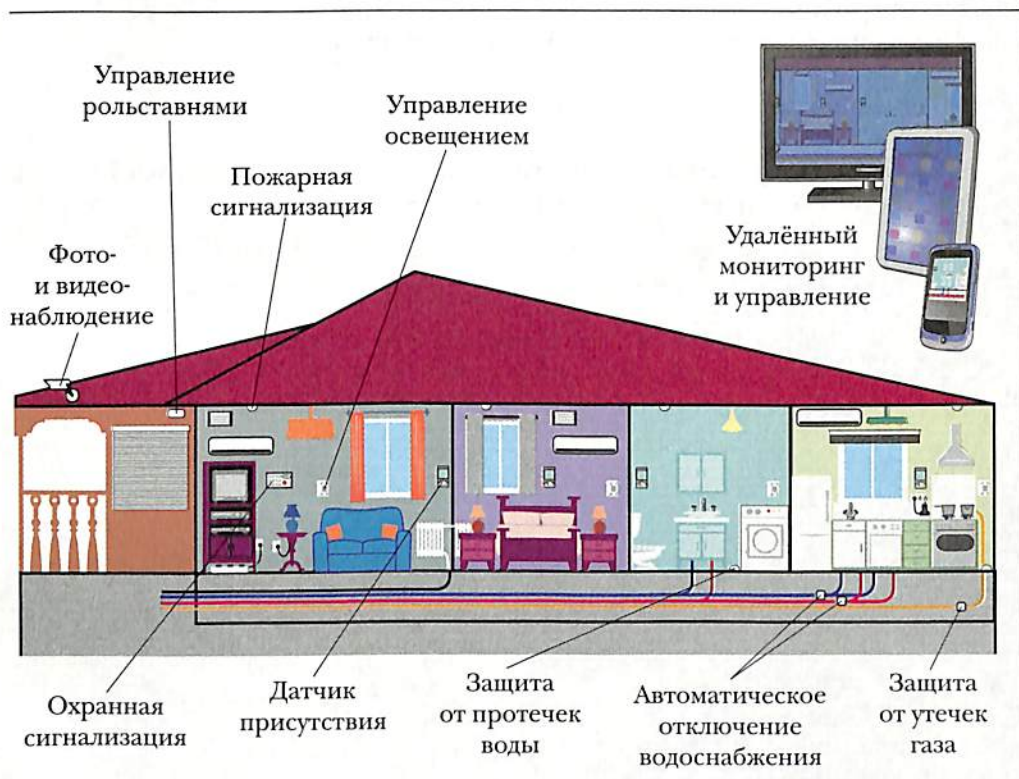 Управление
рольставнями
Управление
освещением
Пожарная
сигнализация
Фото-
и видео-
наблюдение
Удалённый
мониторинг
и управление
Охранная
сигнализация
Датчик
присутствия
Защита
от протечек
воды
Автоматическое
отключение
водоснабжения
Защита
от утечек
газа